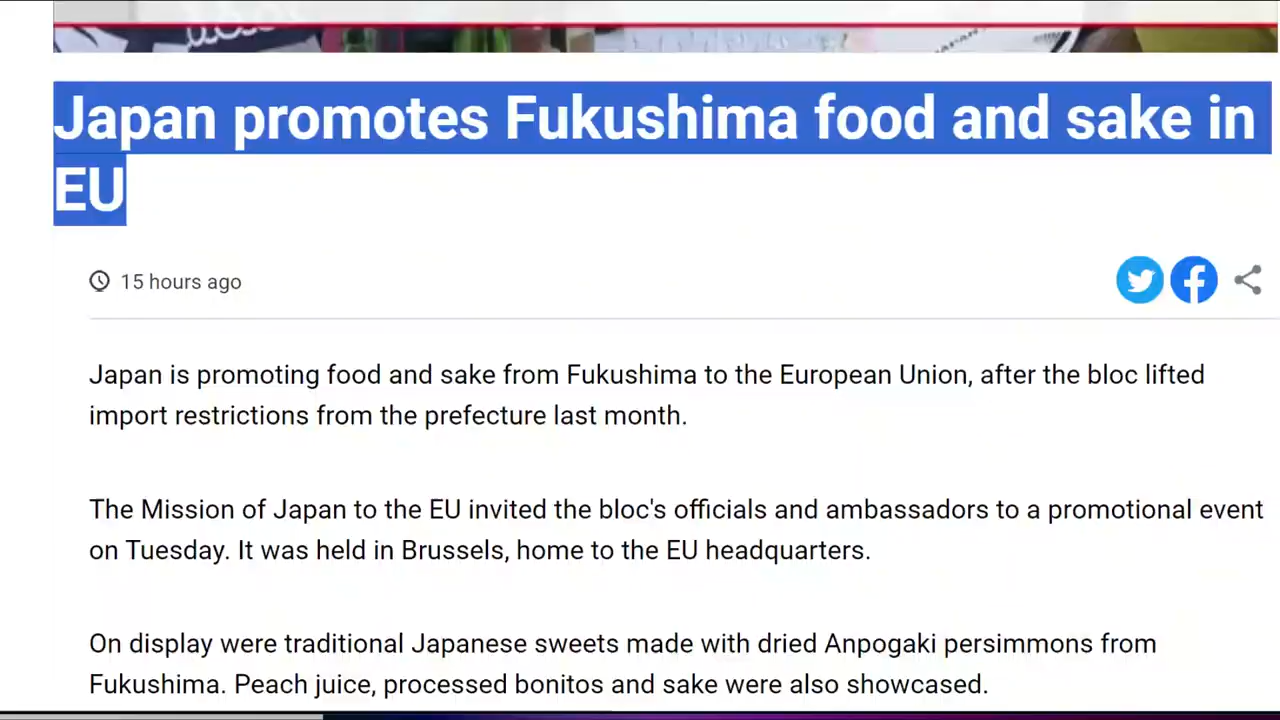 Japan promotes Fukushima food and sake in
EU
15 hours ago
Japan is promoting food and sake from Fukushima to the European Union, after the bloc lifted
import restrictions from the prefecture last month.
The Mission of Japan to the EU invited the bloc's officials and ambassadors to a promotional event
on Tuesday. It was held in Brussels, home to the EU headquarters.
On display were traditional Japanese sweets made with dried Anpogaki persimmons from
Fukushima. Peach juice, processed bonitos and sake were also showcased.